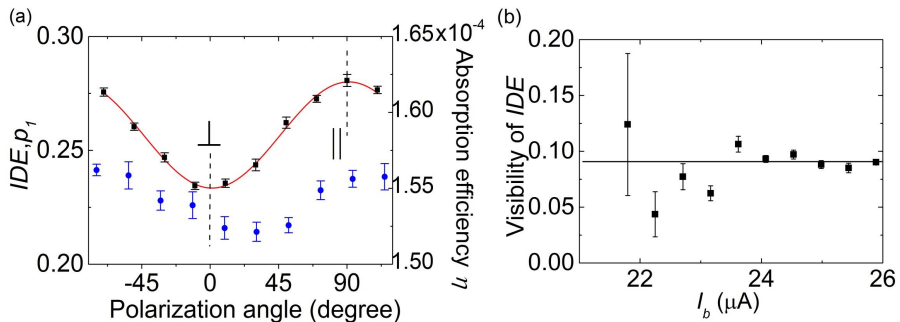 (a)
0.30
0.25
0.20
IDE,p₁
1.65x10⁻⁴
1.60
1.55
1.50
Absorption efficiency η
⊥
||
-45 0 45 90
Polarization angle (degree)
(b)
0.20
0.15
0.10
0.05
0.00
Visibility of IDE
22 24 26
I_b (μA)